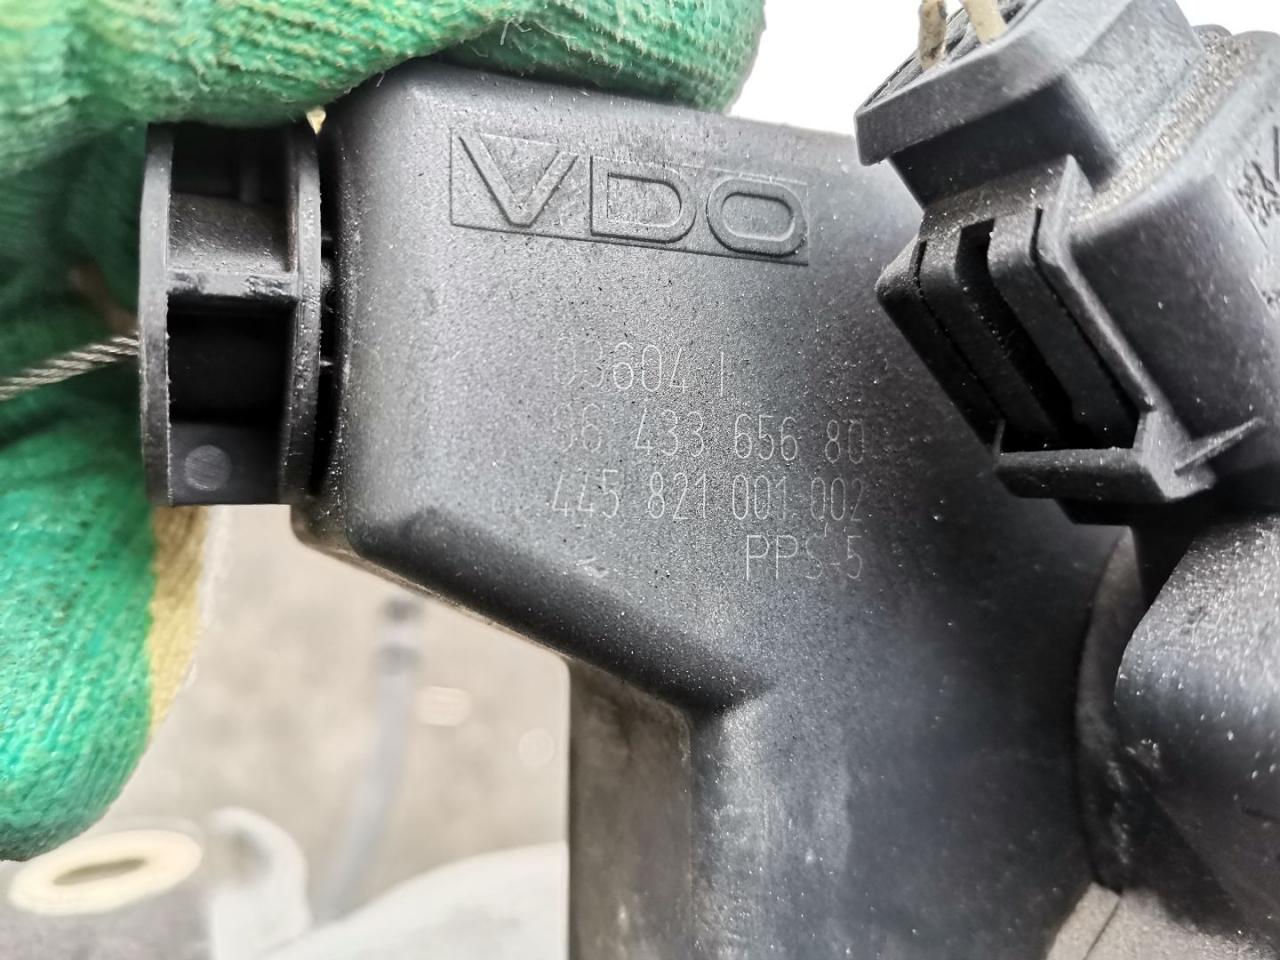 VDO
03604 I
96 433 656 80
445 821 001 002
PPS-5